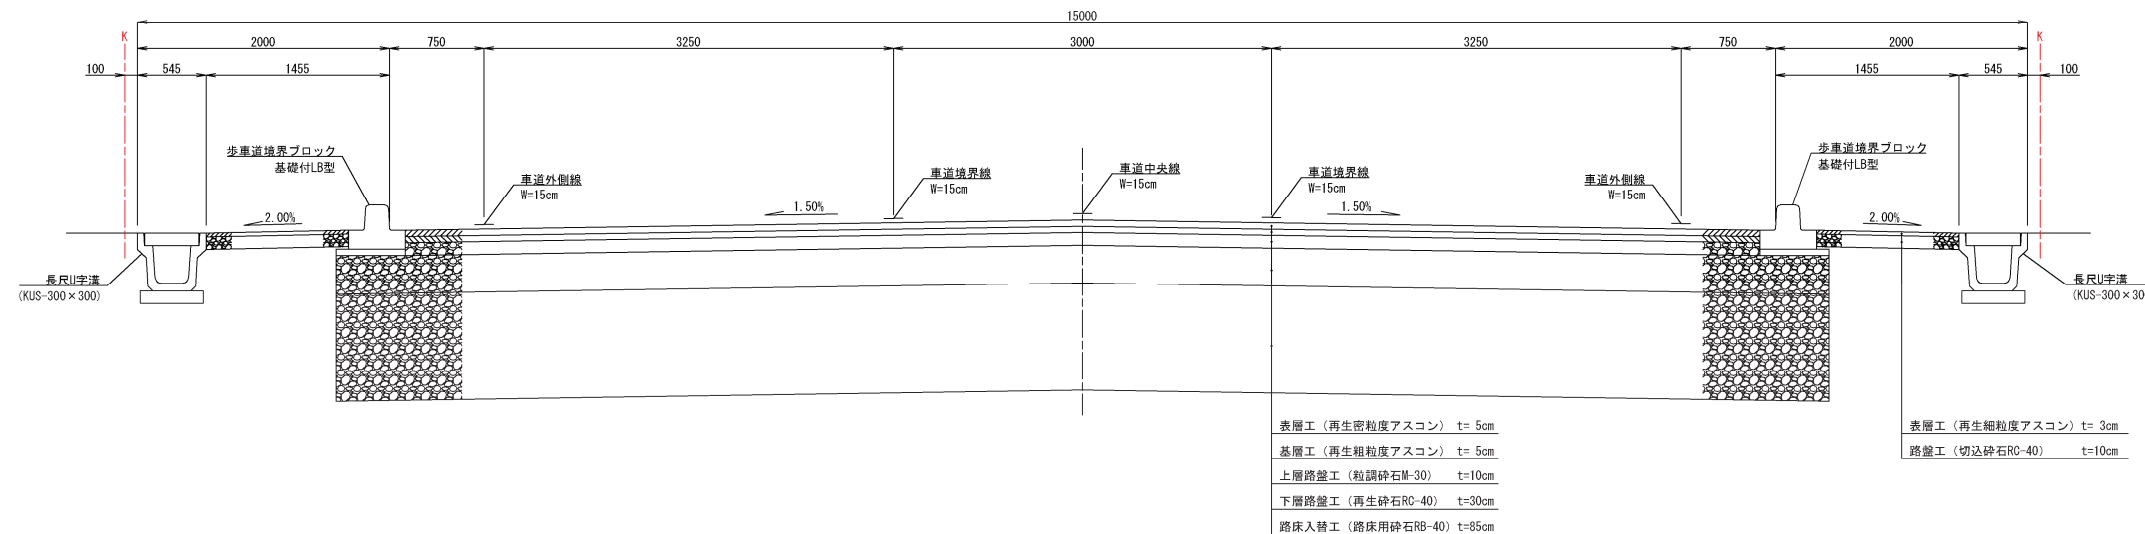 15000
K
K
2000
750
3250
3000
3250
750
2000
100
545
1455
1455
545
100
歩車道境界ブロック
基礎付LB型
車道外側線
W=15cm
車道境界線
W=15cm
車道中央線
W=15cm
車道境界線
W=15cm
車道外側線
W=15cm
歩車道境界ブロック
基礎付LB型
2.00%
1.50%
1.50%
2.00%
長尺U字溝
(KUS-300×300)
長尺U字溝
(KUS-300×30
表層工（再生密粒度アスコン） t= 5cm
基層工（再生粗粒度アスコン） t= 5cm
上層路盤工（粒調砕石M-30） t=10cm
下層路盤工（再生砕石RC-40） t=30cm
路床入替工（路床用砕石RB-40）t=85cm
表層工（再生細粒度アスコン）t= 3cm
路盤工（切込砕石RC-40） t=10cm